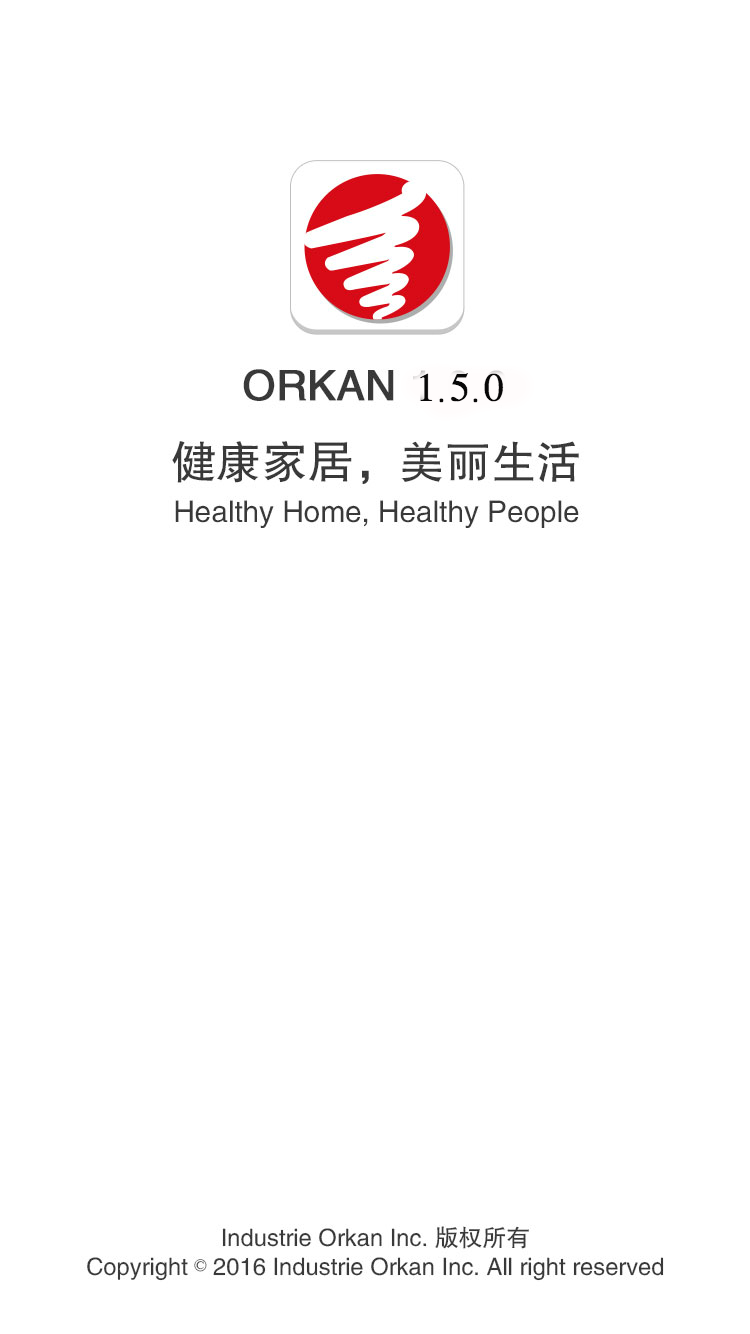 ORKAN 1.5.0
健康家居，美丽生活
Healthy Home, Healthy People
Industrie Orkan Inc. 版权所有
Copyright © 2016 Industrie Orkan Inc. All right reserved